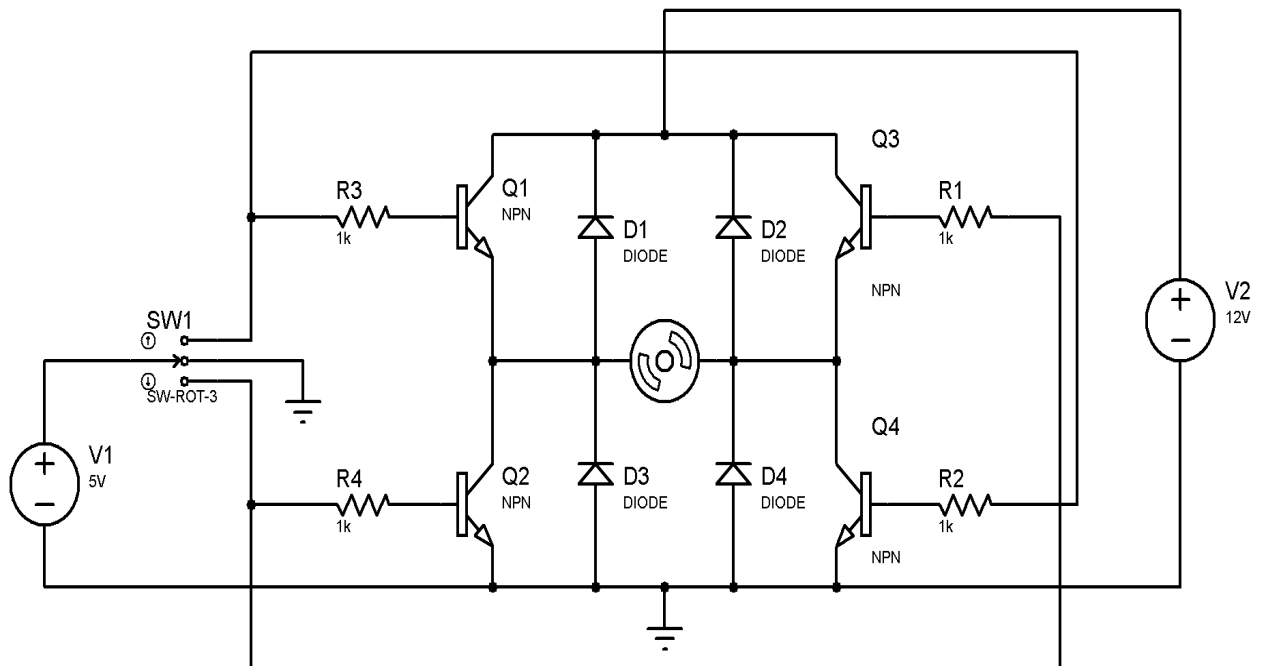 Q3
R3
1k
Q1
NPN
D1
DIODE
D2
DIODE
R1
1k
NPN
V2
12V
+
−
SW1
SW-ROT-3
V1
5V
+
−
R4
1k
Q2
NPN
D3
DIODE
D4
DIODE
Q4
R2
1k
NPN